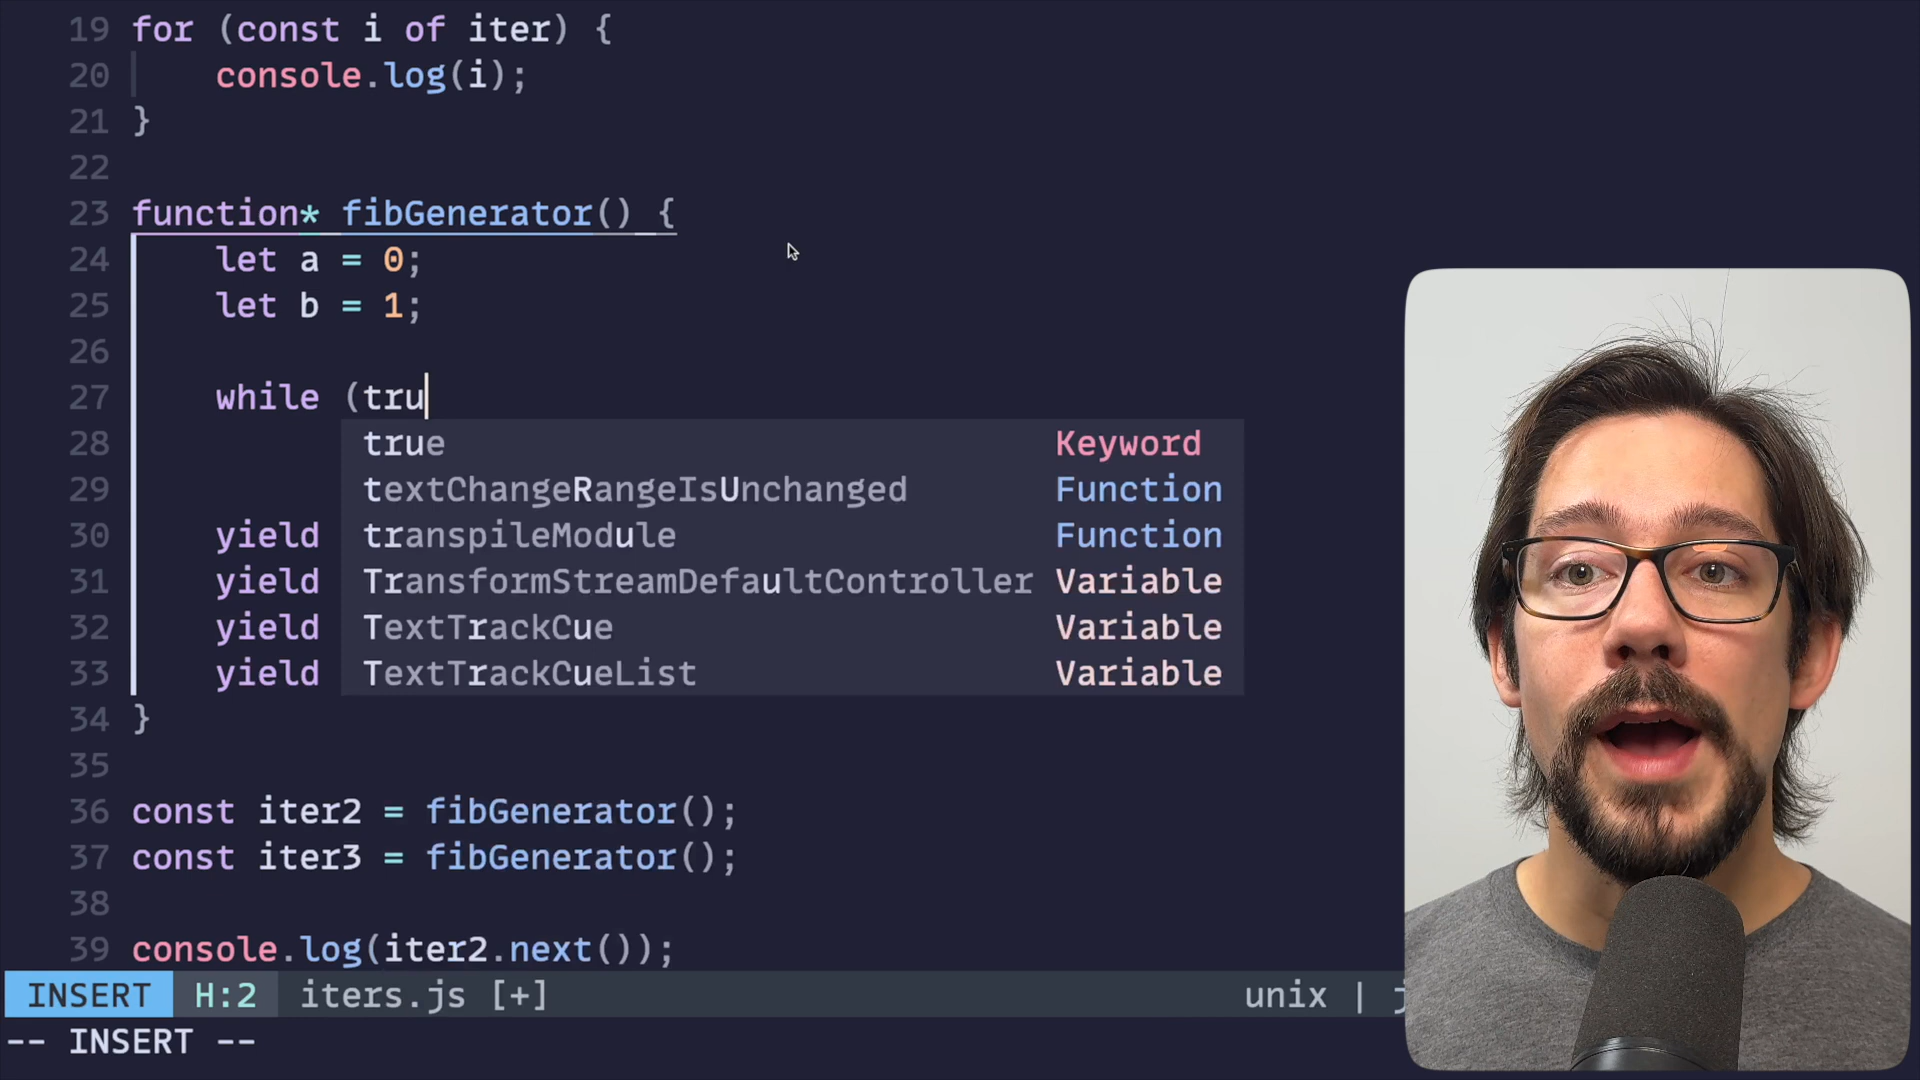 19 for (const i of iter) {
20 console.log(i);
21 }
22
23 function* fibGenerator() {
24 let a = 0;
25 let b = 1;
26
27 while (tru
28 true Keyword
29 textChangeRangeIsUnchanged Function
30 yield transpileModule Function
31 yield TransformStreamDefaultController Variable
32 yield TextTrackCue Variable
33 yield TextTrackCueList Variable
34 }
35
36 const iter2 = fibGenerator();
37 const iter3 = fibGenerator();
38
39 console.log(iter2.next());
INSERT H:2 iters.js [+] unix |
-- INSERT --